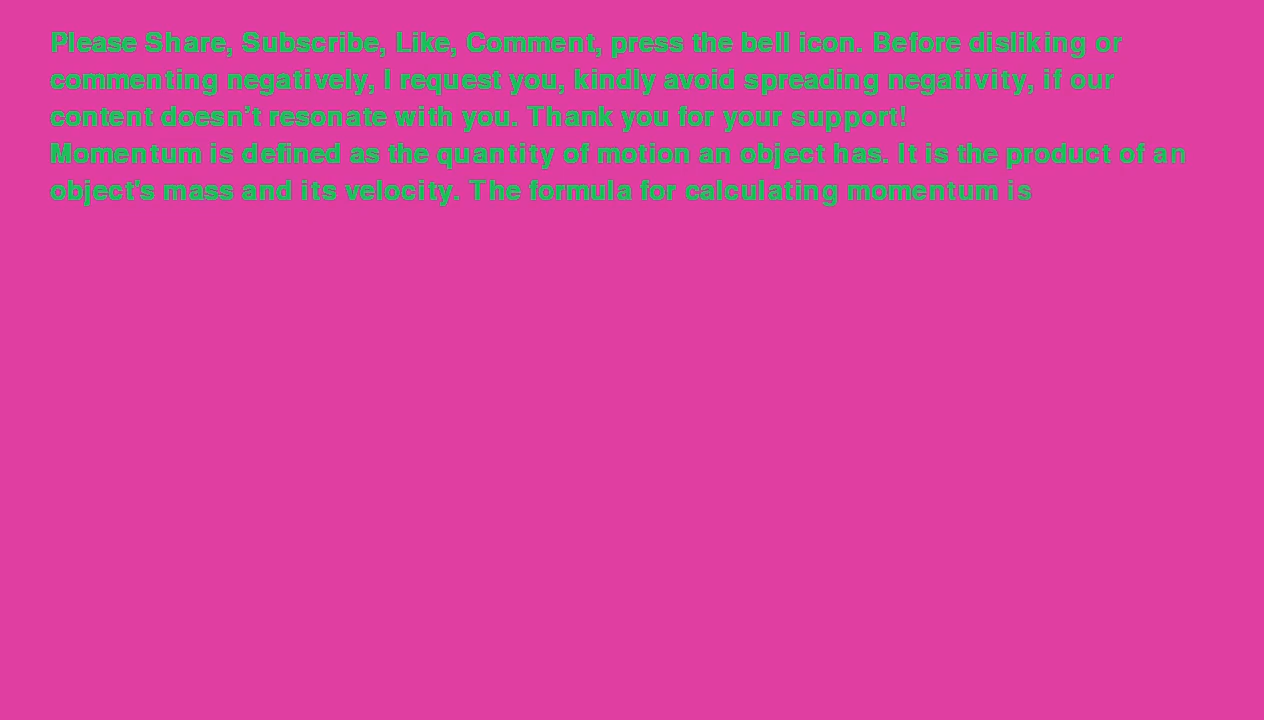 Please Share, Subscribe, Like, Comment, press the bell icon. Before disliking or
commenting negatively, I request you, kindly avoid spreading negativity, if our
content doesn't resonate with you. Thank you for your support!
Momentum is defined as the quantity of motion an object has. It is the product of an
object's mass and its velocity. The formula for calculating momentum is